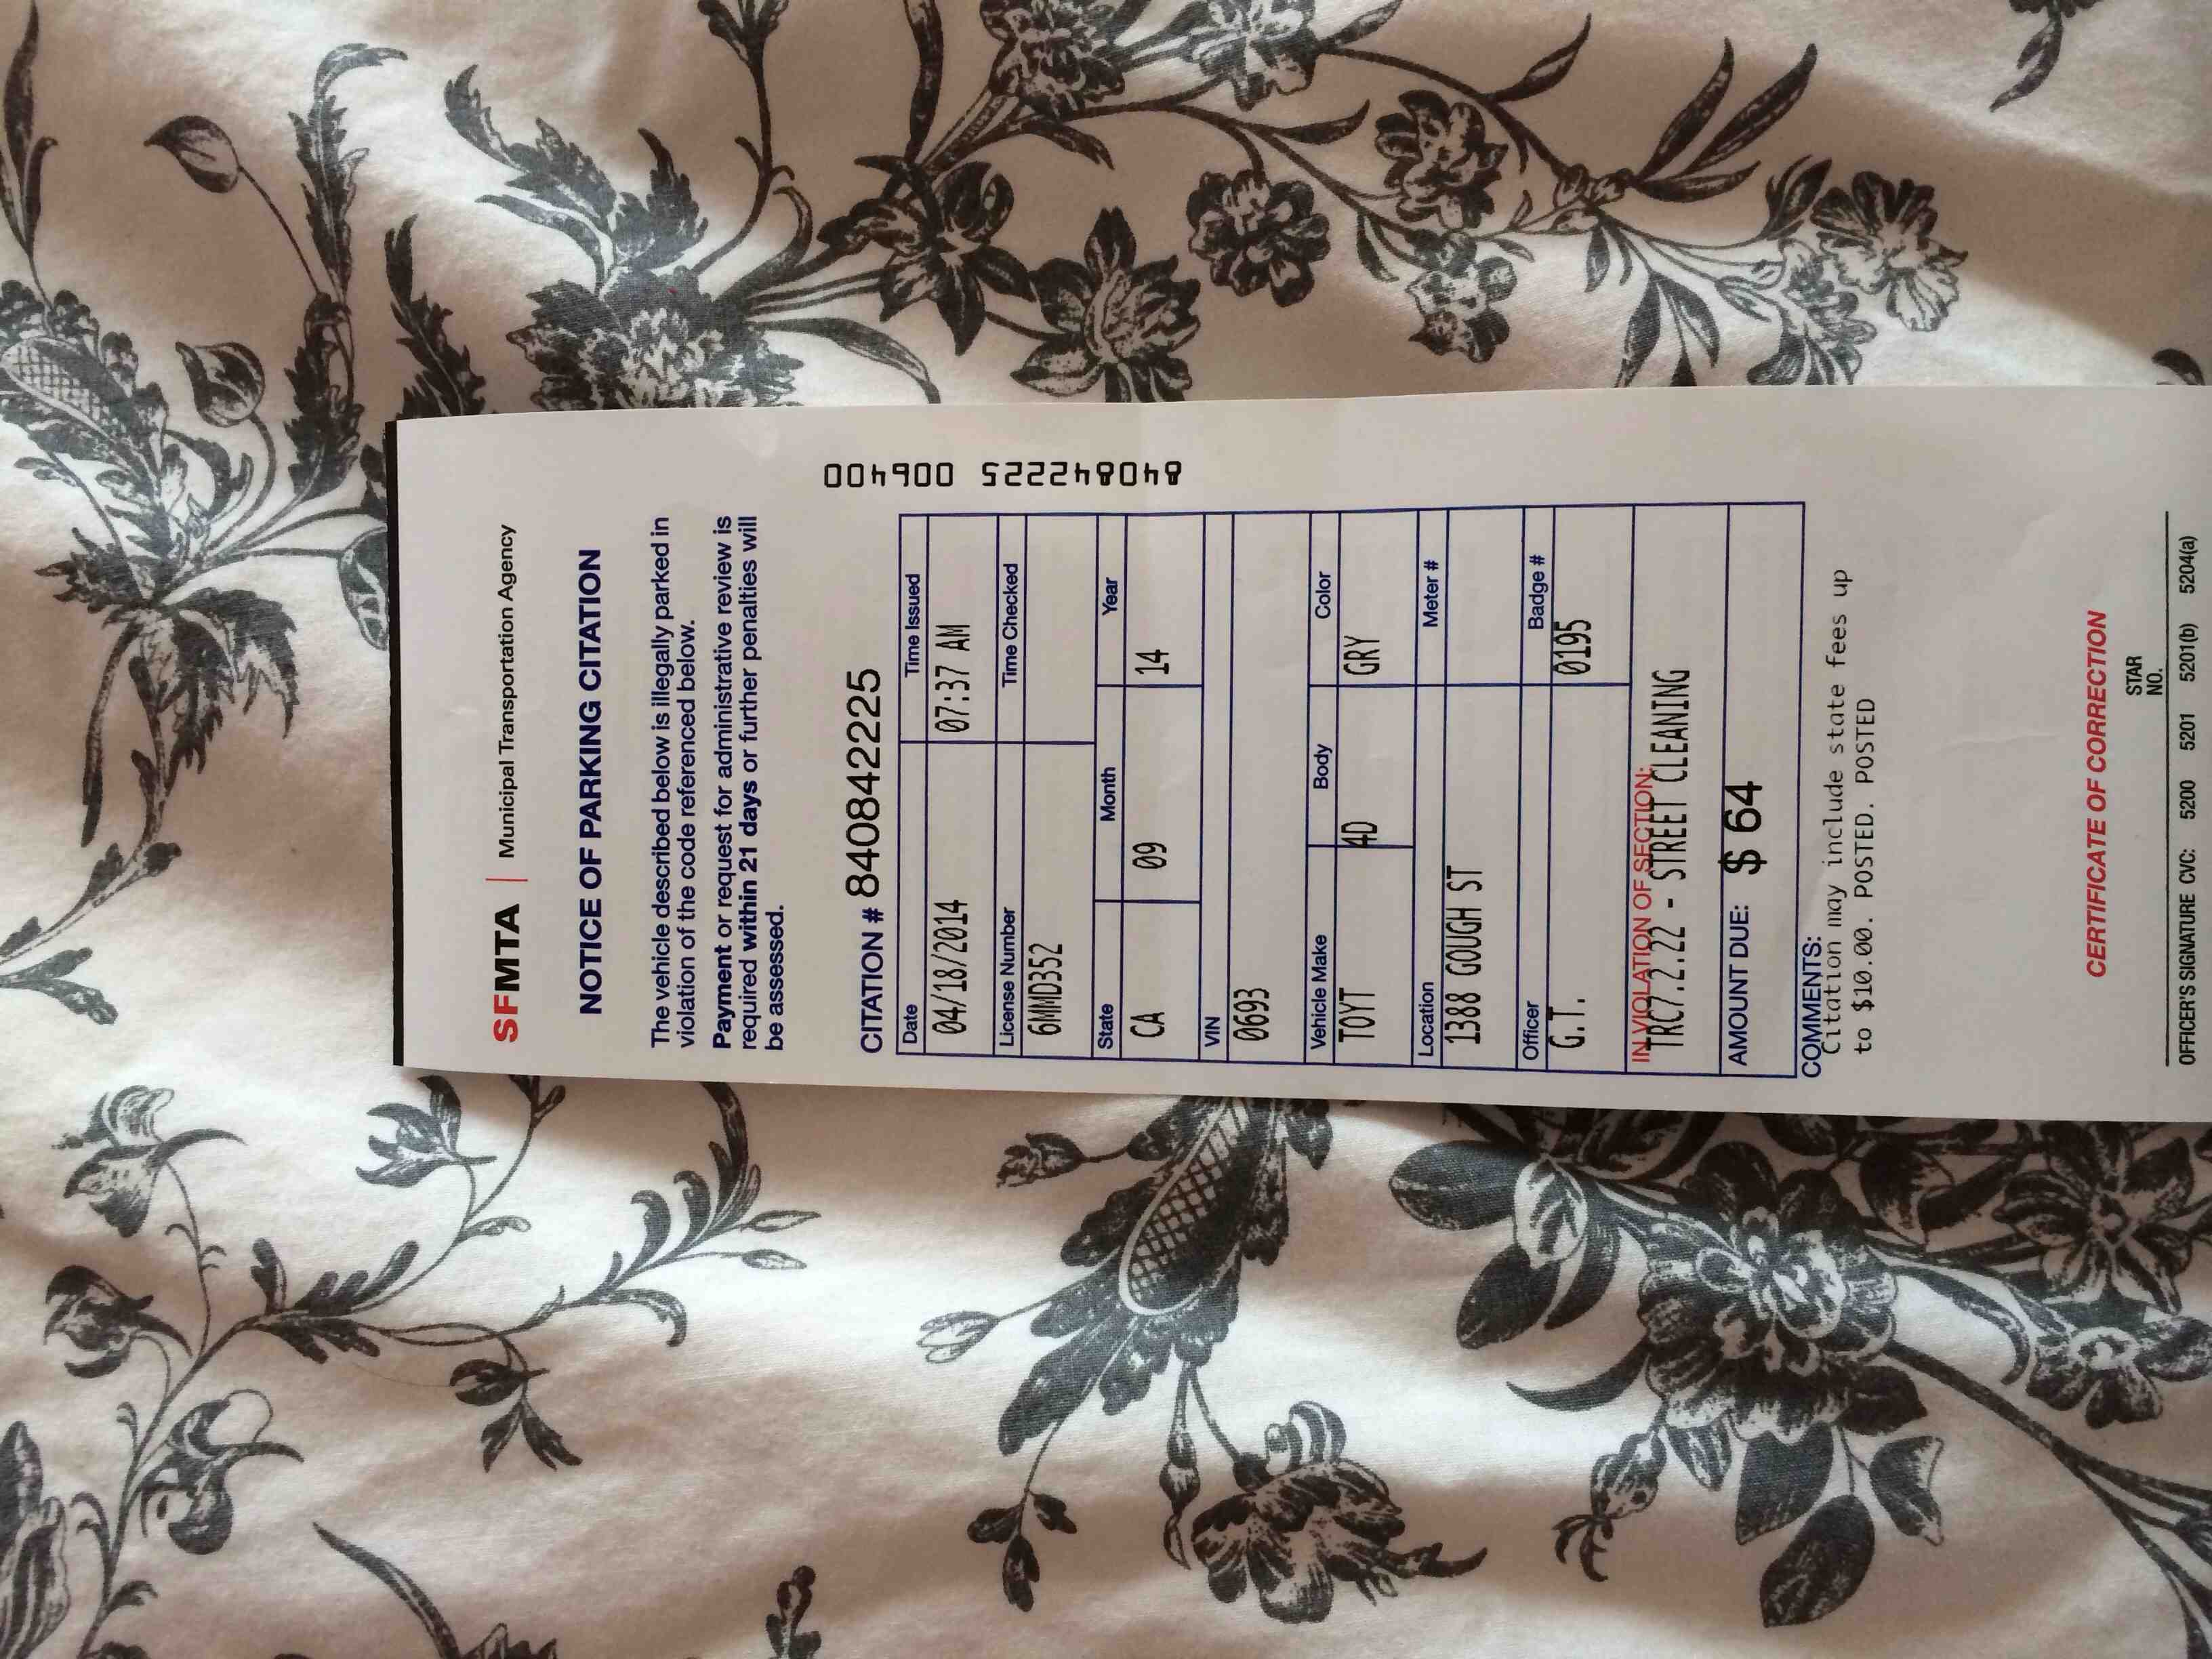 SFMTA | Municipal Transportation Agency
NOTICE OF PARKING CITATION
The vehicle described below is illegally parked in
violation of the code referenced below.
Payment or request for administrative review is
required within 21 days or further penalties will
be assessed.
CITATION # 840842225
Date Time Issued
04/18/2014 07:37 AM
License Number Time Checked
6MMD352
State Month Year
CA 09 14
VIN
0693
Vehicle Make Body Color
TOYT 4D GRY
Location Meter #
1388 GOUGH ST
Officer Badge #
G.T. 0195
IN VIOLATION OF SECTION:
TRC7.2.22 - STREET CLEANING
AMOUNT DUE: $ 64
COMMENTS:
Citation may include state fees up
to $10.00. POSTED. POSTED
CERTIFICATE OF CORRECTION
STAR
NO.
OFFICER'S SIGNATURE CVC: 5200 5201 5201(b) 5204(a)
840842225 006400